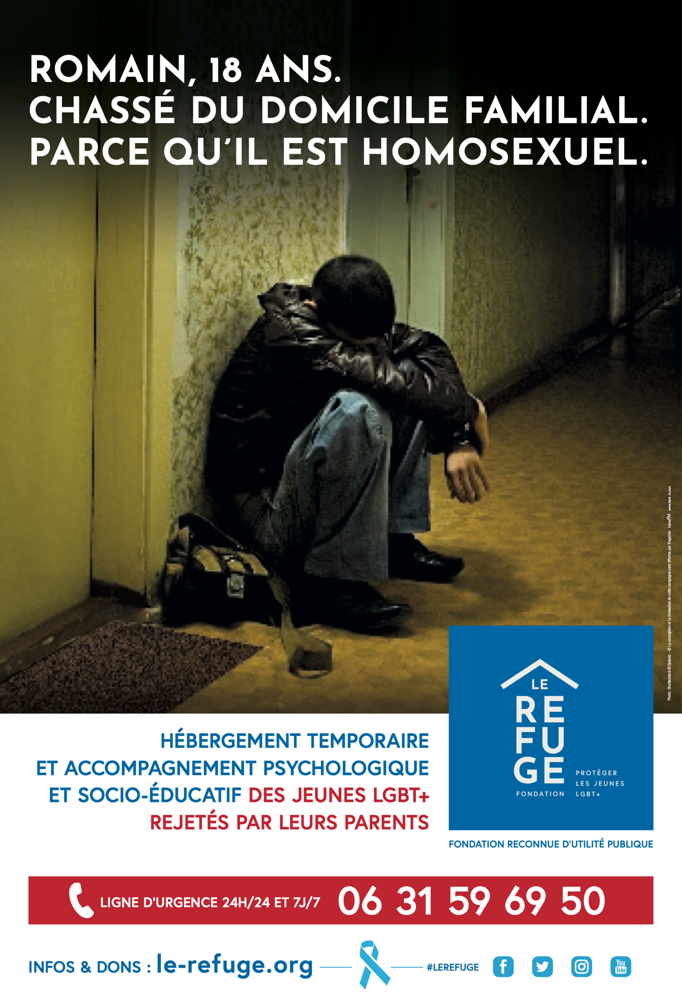 ROMAIN, 18 ANS.
CHASSÉ DU DOMICILE FAMILIAL.
PARCE QU’IL EST HOMOSEXUEL.
Photo : Shutterstock © Djslavic - © La conception et la réalisation de cette campagne sont offertes par l'agence tand'M www.tand-m.com
LE
RE
FU
GE
FONDATION
PROTÉGER
LES JEUNES
LGBT+
HÉBERGEMENT TEMPORAIRE
ET ACCOMPAGNEMENT PSYCHOLOGIQUE
ET SOCIO-ÉDUCATIF DES JEUNES LGBT+
REJETÉS PAR LEURS PARENTS
FONDATION RECONNUE D'UTILITÉ PUBLIQUE
LIGNE D'URGENCE 24H/24 ET 7J/7 06 31 59 69 50
INFOS & DONS : le-refuge.org #LEREFUGE You Tube